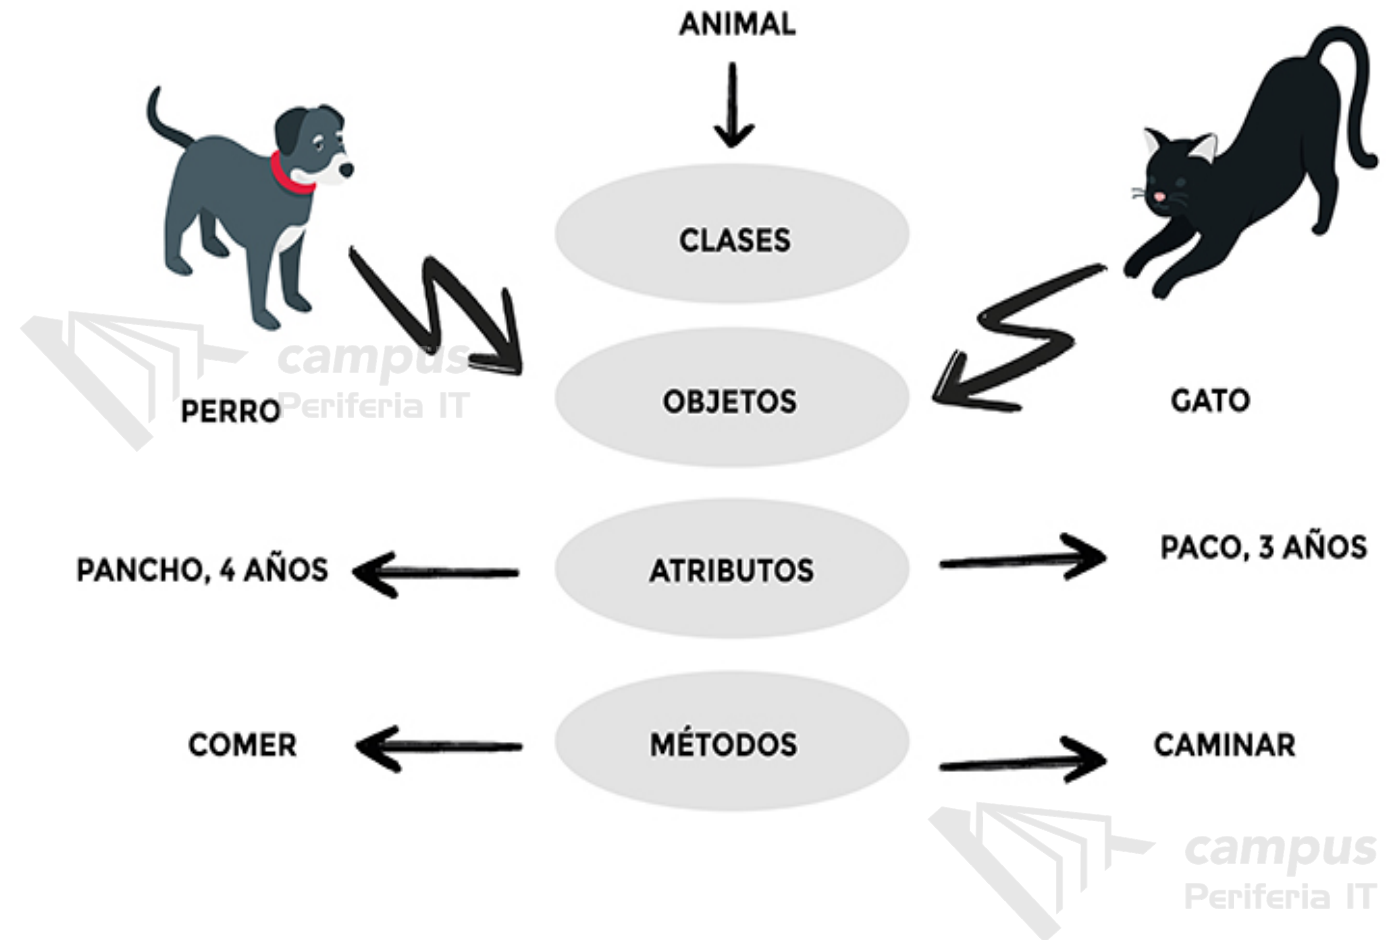 ANIMAL
CLASES
campus
Periferia IT
PERRO
OBJETOS
GATO
PANCHO, 4 AÑOS
ATRIBUTOS
PACO, 3 AÑOS
COMER
MÉTODOS
CAMINAR
campus
Periferia IT